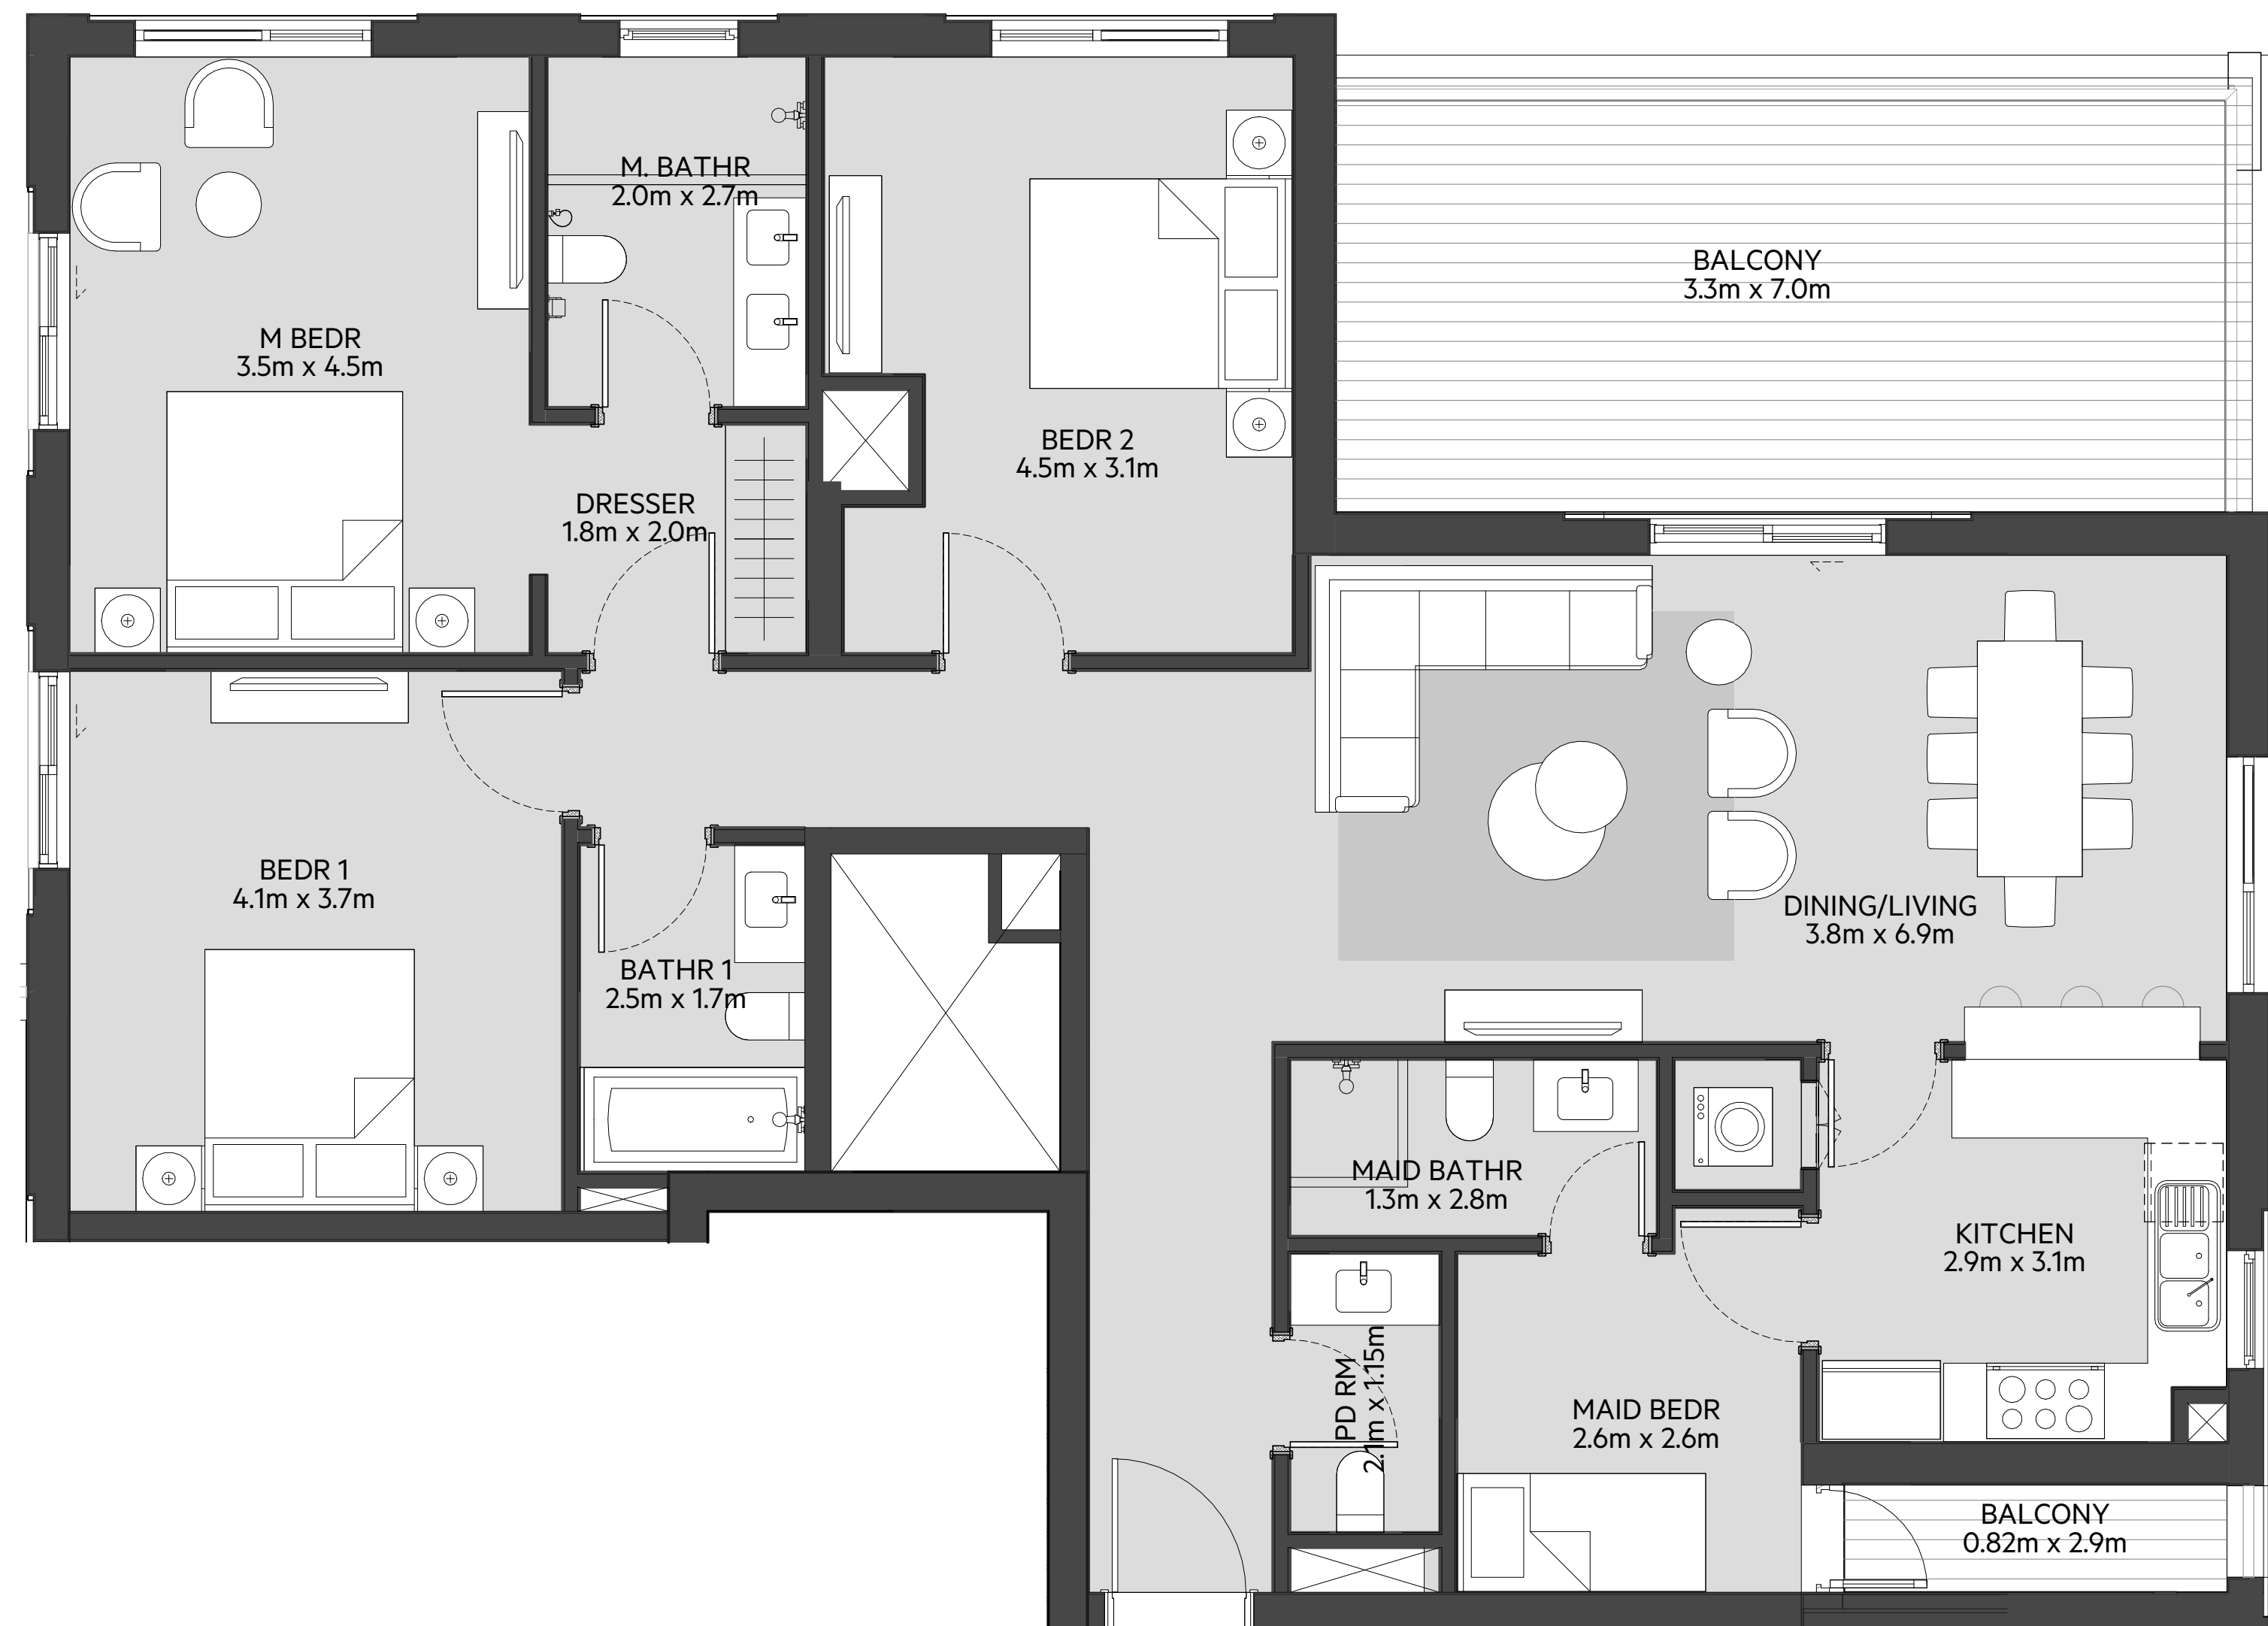 M. BATHR
2.0m x 2.7m
BALCONY
3.3m x 7.0m
M BEDR
3.5m x 4.5m
BEDR 2
4.5m x 3.1m
DRESSER
1.8m x 2.0m
BEDR 1
4.1m x 3.7m
DINING/LIVING
3.8m x 6.9m
BATHR 1
2.5m x 1.7m
MAID BATHR
1.3m x 2.8m
KITCHEN
2.9m x 3.1m
PD RM
2.1m x 1.15m
MAID BEDR
2.6m x 2.6m
BALCONY
0.82m x 2.9m